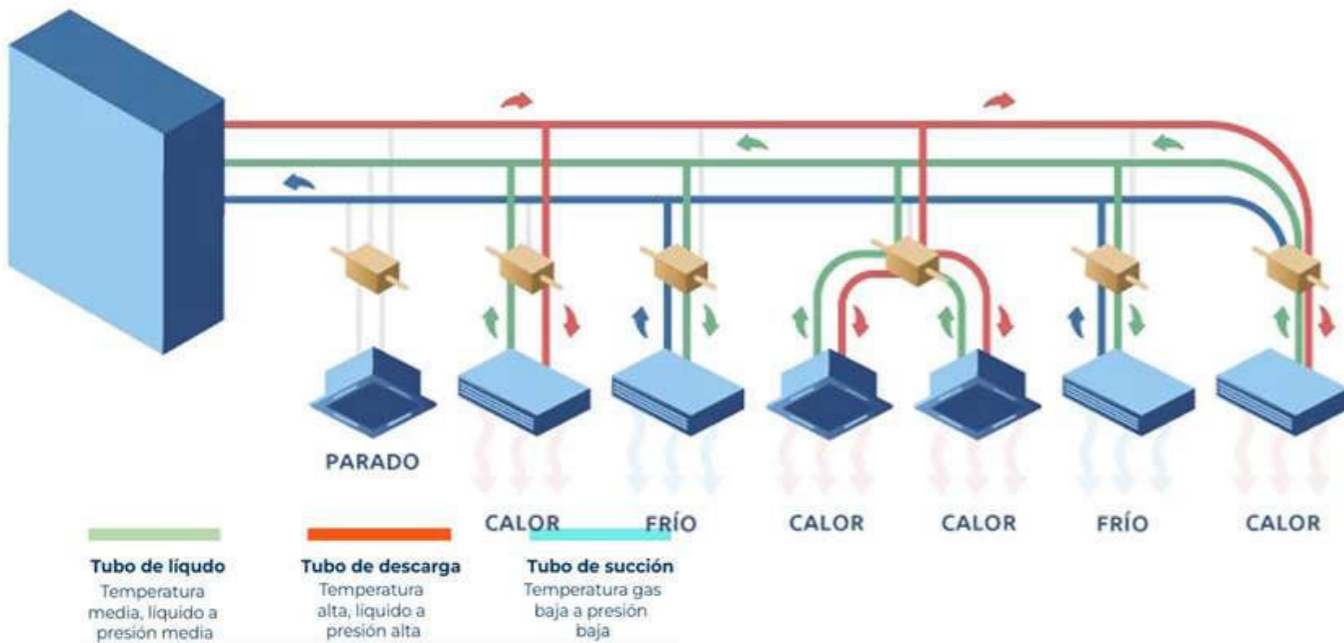 PARADO
CALOR
FRÍO
CALOR
CALOR
FRÍO
CALOR
Tubo de líqudo
Temperatura
media, líquido a
presión media
Tubo de descarga
Temperatura
alta, líquido a
presión alta
Tubo de succión
Temperatura gas
baja a presión
baja